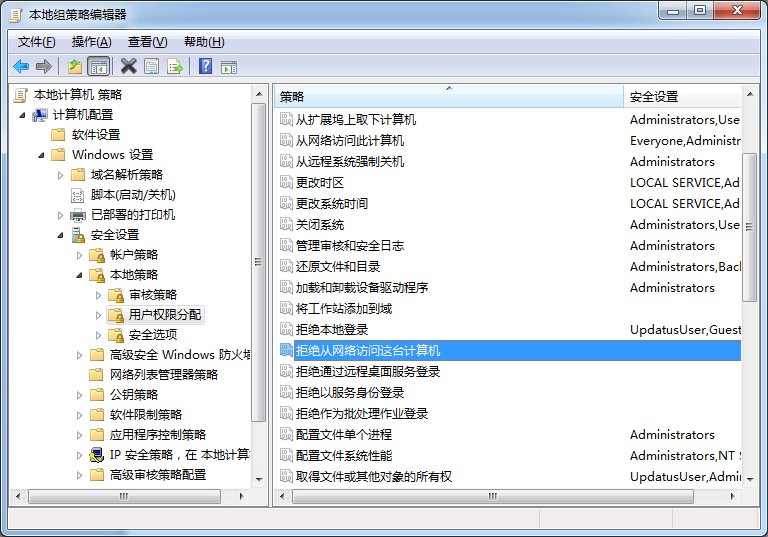 本地组策略编辑器
文件(F) 操作(A) 查看(V) 帮助(H)
本地计算机 策略
计算机配置
软件设置
Windows 设置
域名解析策略
脚本(启动/关机)
已部署的打印机
安全设置
帐户策略
本地策略
审核策略
用户权限分配
安全选项
高级安全 Windows 防火墙
网络列表管理器策略
公钥策略
软件限制策略
应用程序控制策略
IP 安全策略，在 本地计算
高级审核策略配置
策略 安全设置
从扩展坞上取下计算机 Administrators,Use
从网络访问此计算机 Everyone,Administr
从远程系统强制关机 Administrators
更改时区 LOCAL SERVICE,Ad
更改系统时间 LOCAL SERVICE,Ad
关闭系统 Administrators,Use
管理审核和安全日志 Administrators
还原文件和目录 Administrators,Back
加载和卸载设备驱动程序 Administrators
将工作站添加到域
拒绝本地登录 UpdatusUser,Guest
拒绝从网络访问这台计算机
拒绝通过远程桌面服务登录
拒绝以服务身份登录
拒绝作为批处理作业登录
配置文件单个进程 Administrators
配置文件系统性能 Administrators,NT S
取得文件或其他对象的所有权 UpdatusUser,Admin